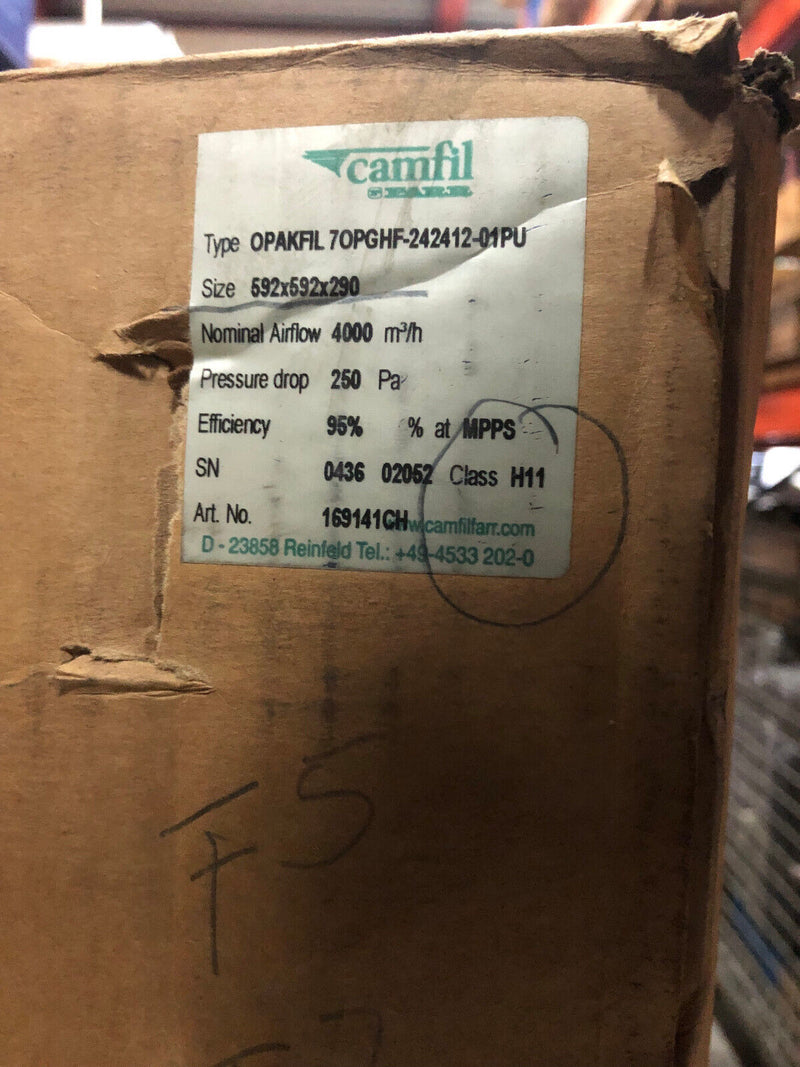 camfil
FARR
Type OPAKFIL 7OPGHF-242412-01PU
Size 592x592x290
Nominal Airflow 4000 m³/h
Pressure drop 250 Pa
Efficiency 95% % at MPPS
SN 0436 02052 Class H11
Art. No. 169141CH www.camfilfarr.com
D - 23858 Reinfeld Tel.: +49-4533 202-0
F5